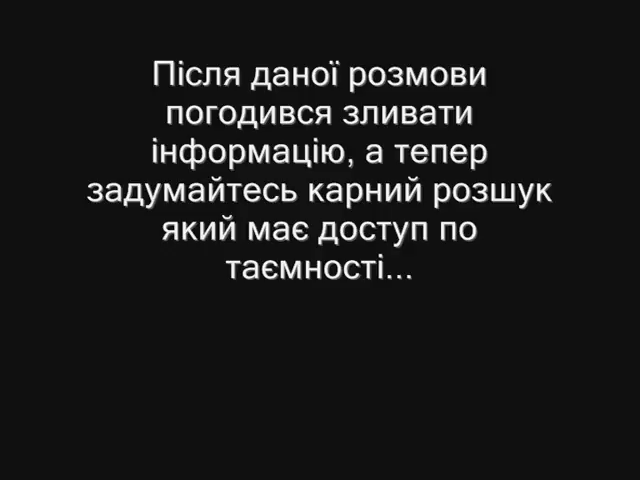 Після даної розмови
погодився зливати
інформацію, а тепер
задумайтесь карний розшук
який має доступ по
таємності...